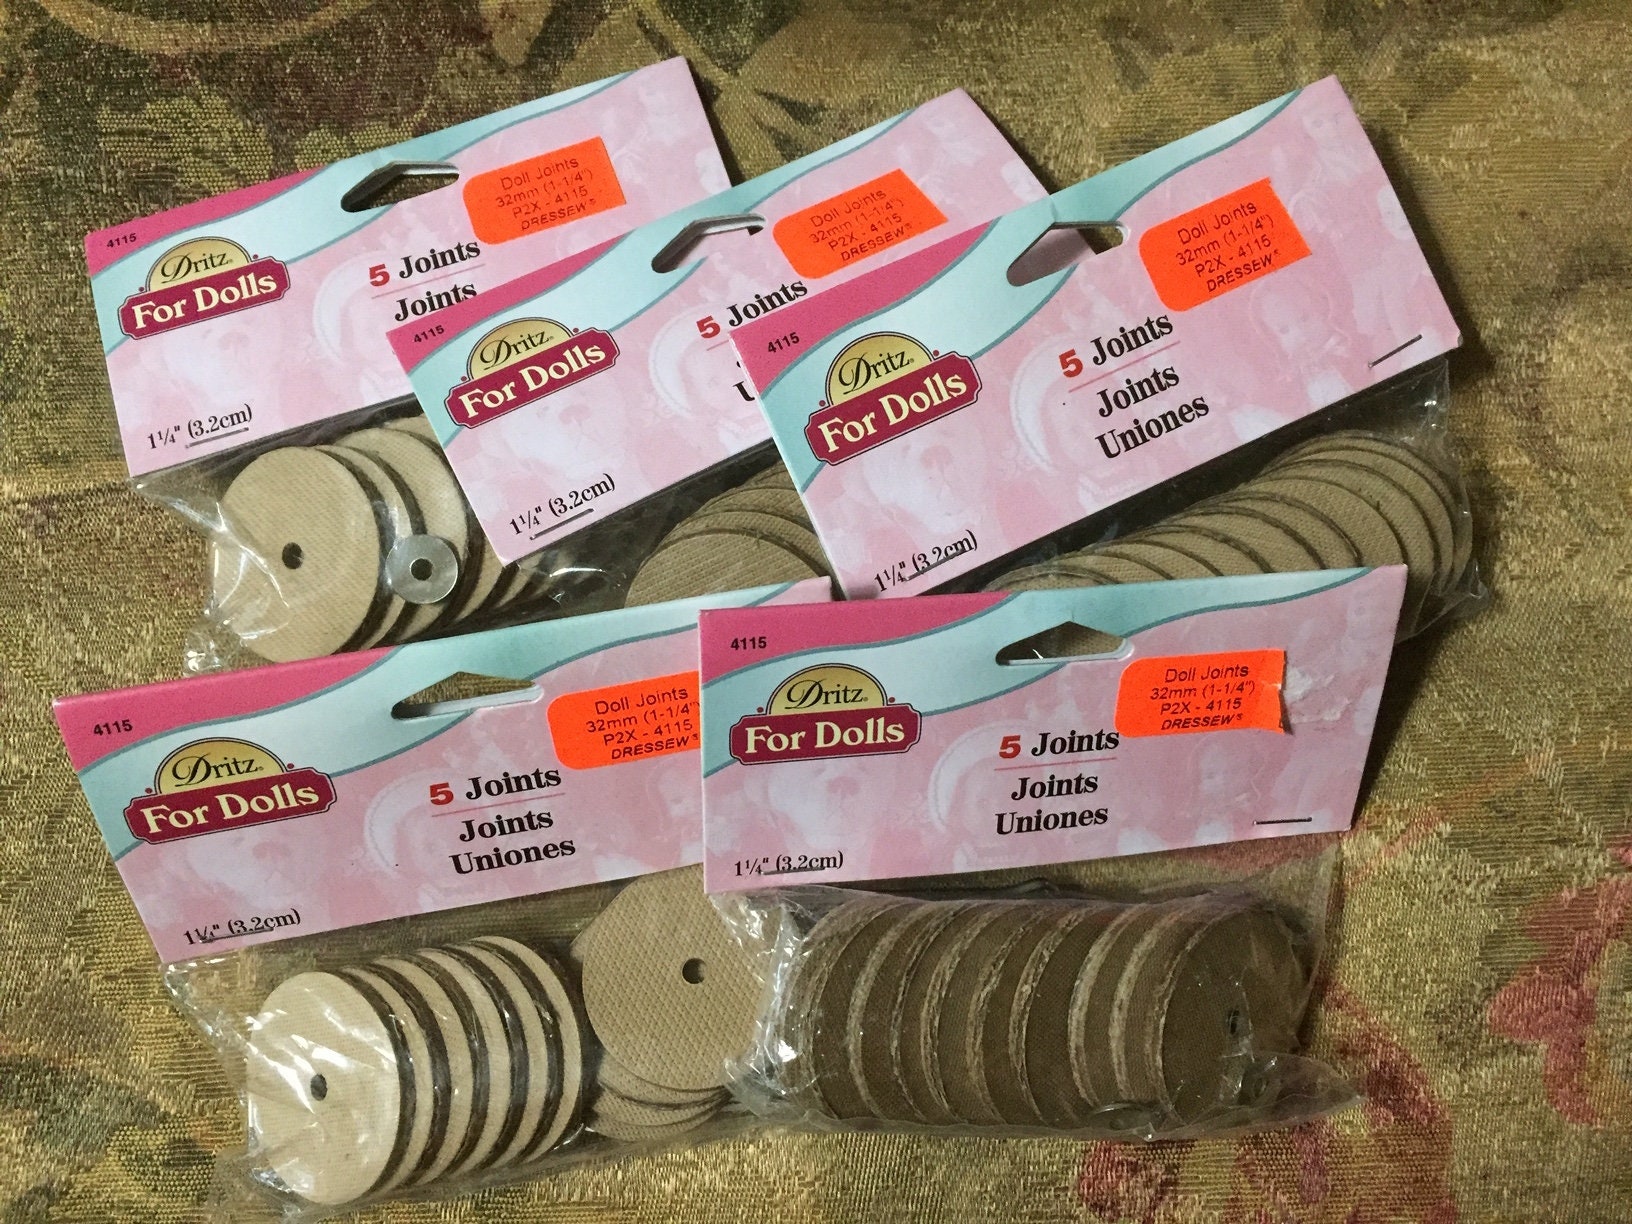 4115
Dritz®
For Dolls
5 Joints
Joints
1¼" (3.2cm)
Doll Joints
32mm (1-1/4")
P2X - 4115
DRESSEW®
4115
Dritz®
For Dolls
5 Joints
1¼" (3.2cm)
Doll Joints
32mm (1-1/4")
P2X - 4115
DRESSEW®
4115
Dritz®
For Dolls
5 Joints
Joints
Uniones
1¼" (3.2cm)
Doll Joints
32mm (1-1/4")
P2X - 4115
DRESSEW®
4115
Dritz®
For Dolls
5 Joints
Joints
Uniones
1¼" (3.2cm)
Doll Joints
32mm (1-1/4"
P2X - 4115
DRESSEW®
4115
Dritz®
For Dolls
5 Joints
Joints
Uniones
1¼" (3.2cm)
Doll Joints
32mm (1-1/4")
P2X - 4115
DRESSEW®